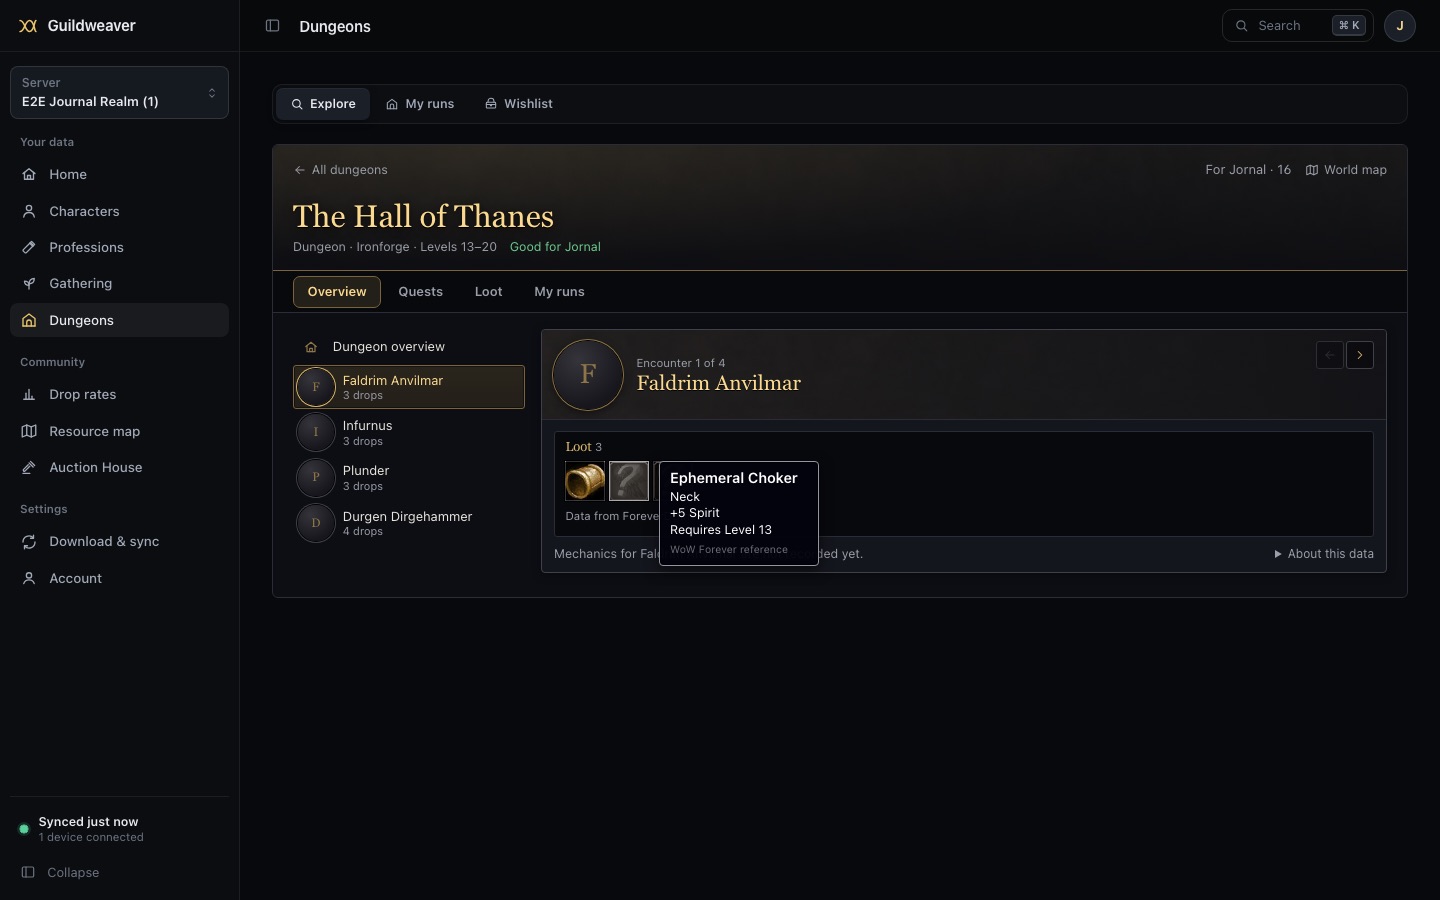 Guildweaver
Dungeons
Search
⌘ K
J
Server
E2E Journal Realm (1)
Your data
Home
Characters
Professions
Gathering
Dungeons
Community
Drop rates
Resource map
Auction House
Settings
Download & sync
Account
Synced just now
1 device connected
Collapse
Explore
My runs
Wishlist
← All dungeons
For Jornal · 16
World map
The Hall of Thanes
Dungeon · Ironforge · Levels 13–20 Good for Jornal
Overview
Quests
Loot
My runs
Dungeon overview
F
Faldrim Anvilmar
3 drops
I
Infurnus
3 drops
P
Plunder
3 drops
D
Durgen Dirgehammer
4 drops
F
Encounter 1 of 4
Faldrim Anvilmar
← >
Loot 3
Data from
Ephemeral Choker
Neck
+5 Spirit
Requires Level 13
WoW Forever reference
Mechanics for yet.
▶ About this data